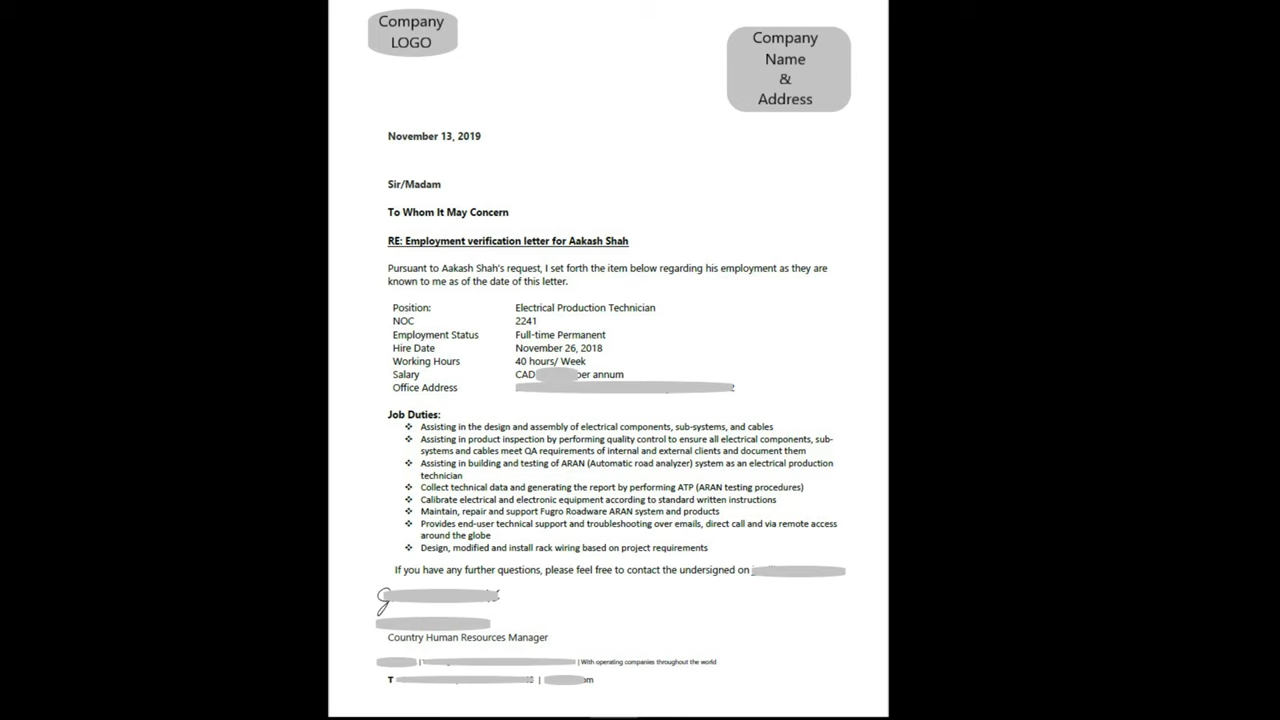 Company
LOGO
Company
Name
&
Address
November 13, 2019
Sir/Madam
To Whom It May Concern
RE: Employment verification letter for Aakash Shah
Pursuant to Aakash Shah's request, I set forth the item below regarding his employment as they are
known to me as of the date of this letter.
Position: Electrical Production Technician
NOC 2241
Employment Status Full-time Permanent
Hire Date November 26, 2018
Working Hours 40 hours/ Week
Salary CAD per annum
Office Address
Job Duties:
❖ Assisting in the design and assembly of electrical components, sub-systems, and cables
❖ Assisting in product inspection by performing quality control to ensure all electrical components, sub-
systems and cables meet QA requirements of internal and external clients and document them
❖ Assisting in building and testing of ARAN (Automatic road analyzer) system as an electrical production
technician
❖ Collect technical data and generating the report by performing ATP (ARAN testing procedures)
❖ Calibrate electrical and electronic equipment according to standard written instructions
❖ Maintain, repair and support Fugro Roadware ARAN system and products
❖ Provides end-user technical support and troubleshooting over emails, direct call and via remote access
around the globe
❖ Design, modified and install rack wiring based on project requirements
If you have any further questions, please feel free to contact the undersigned on
Country Human Resources Manager
| | With operating companies throughout the world
T |